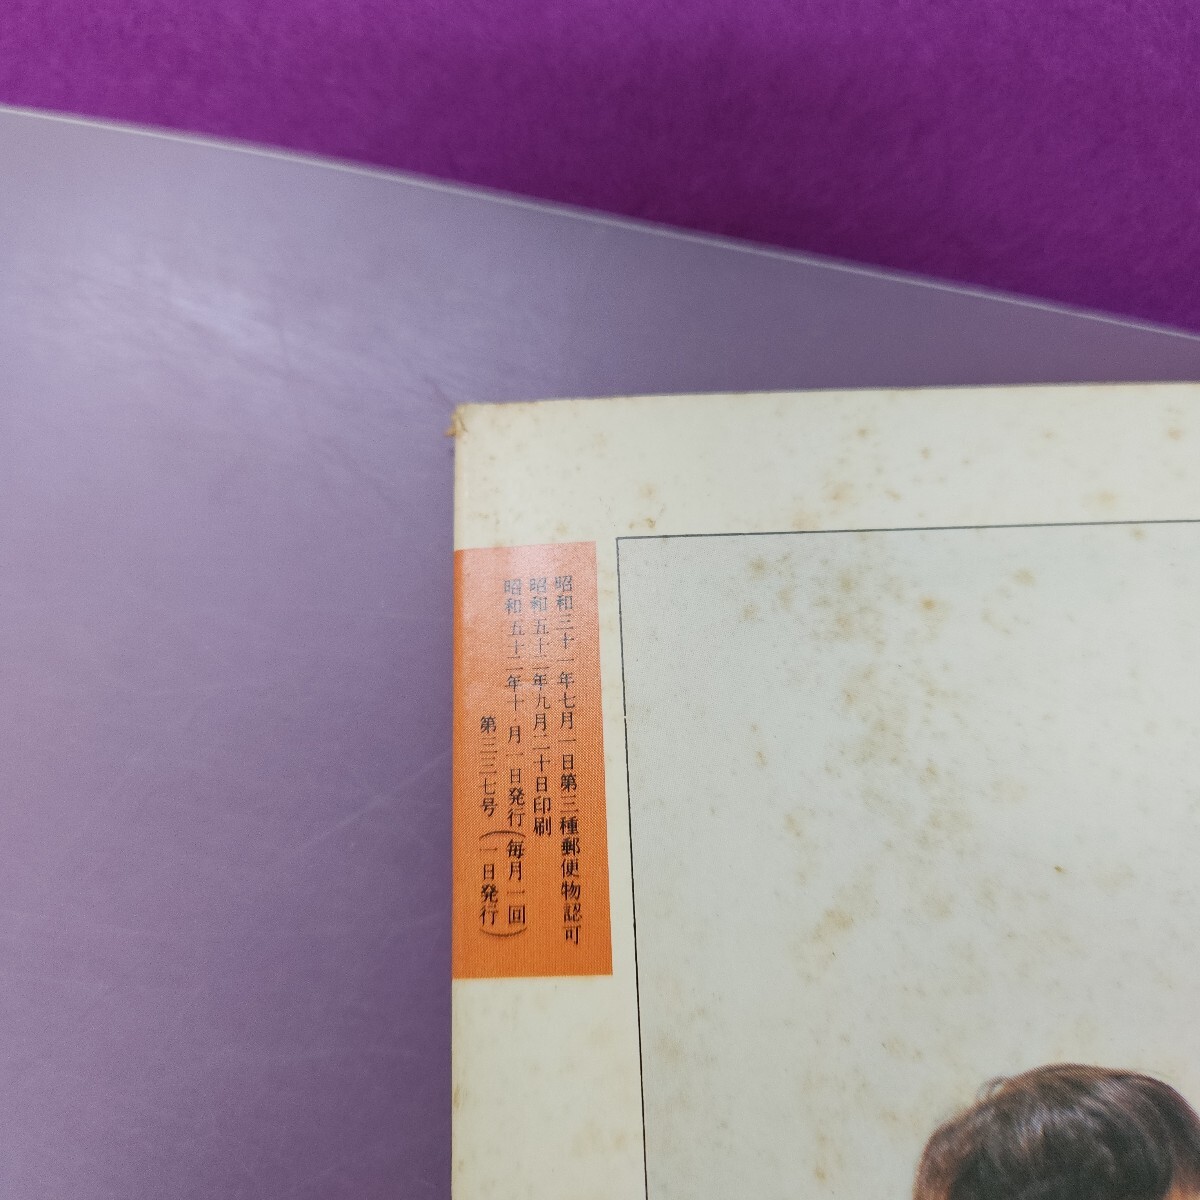 昭和三十一年七月一日第三種郵便物認可
昭和五十二年九月二十日印刷
昭和五十二年十月一日発行(毎月一回
第三三七号(一日発行)